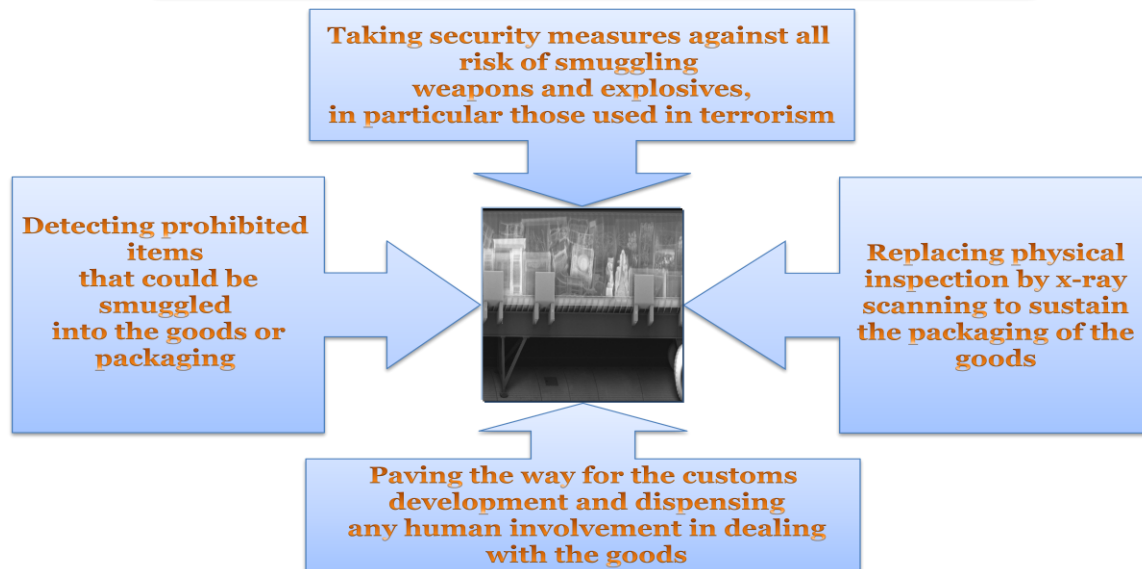 Taking security measures against all
risk of smuggling
weapons and explosives,
in particular those used in terrorism
Detecting prohibited
items
that could be
smuggled
into the goods or
packaging
Replacing physical
inspection by x-ray
scanning to sustain
the packaging of the
goods
Paving the way for the customs
development and dispensing
any human involvement in dealing
with the goods